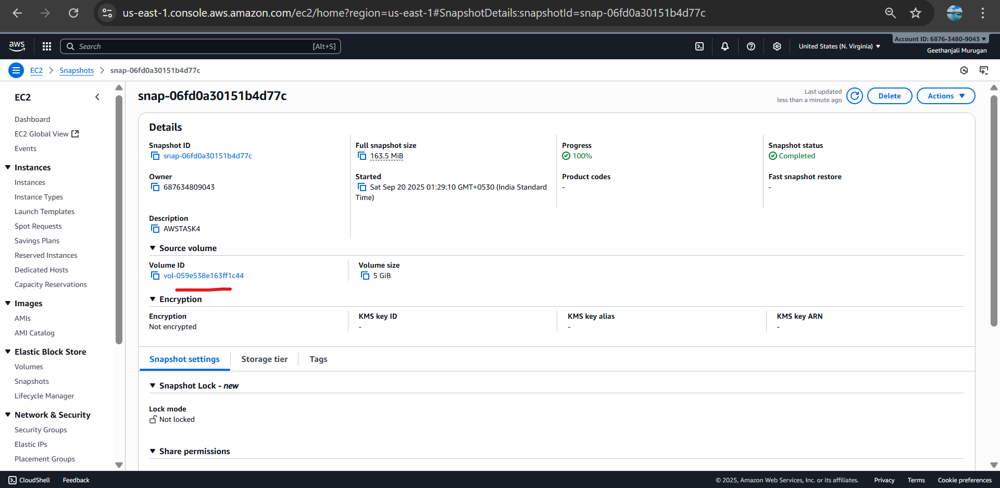 us-east-1.console.aws.amazon.com/ec2/home?region=us-east-1#SnapshotDetails:snapshotId=snap-06fd0a30151b4d77c
aws
Search [Alt+S]
United States (N. Virginia)
Account ID: 6876-3480-9043
Geethanjali Murugan
EC2 Snapshots snap-06fd0a30151b4d77c
EC2
Dashboard
EC2 Global View
Events
Instances
Instances
Instance Types
Launch Templates
Spot Requests
Savings Plans
Reserved Instances
Dedicated Hosts
Capacity Reservations
Images
AMIs
AMI Catalog
Elastic Block Store
Volumes
Snapshots
Lifecycle Manager
Network & Security
Security Groups
Elastic IPs
Placement Groups
snap-06fd0a30151b4d77c
Last updated
less than a minute ago
Delete
Actions
Details
Snapshot ID
snap-06fd0a30151b4d77c
Full snapshot size
163.5 MiB
Progress
100%
Snapshot status
Completed
Owner
687634809043
Started
Sat Sep 20 2025 01:29:10 GMT+0530 (India Standard
Time)
Product codes
-
Fast snapshot restore
-
Description
AWSTASK4
Source volume
Volume ID
vol-059e538e163ff1c44
Volume size
5 GiB
Encryption
Encryption
Not encrypted
KMS key ID
-
KMS key alias
-
KMS key ARN
-
Snapshot settings
Storage tier
Tags
Snapshot Lock - new
Lock mode
Not locked
Share permissions
CloudShell
Feedback
© 2025, Amazon Web Services, Inc. or its affiliates.
Privacy
Terms
Cookie preferences